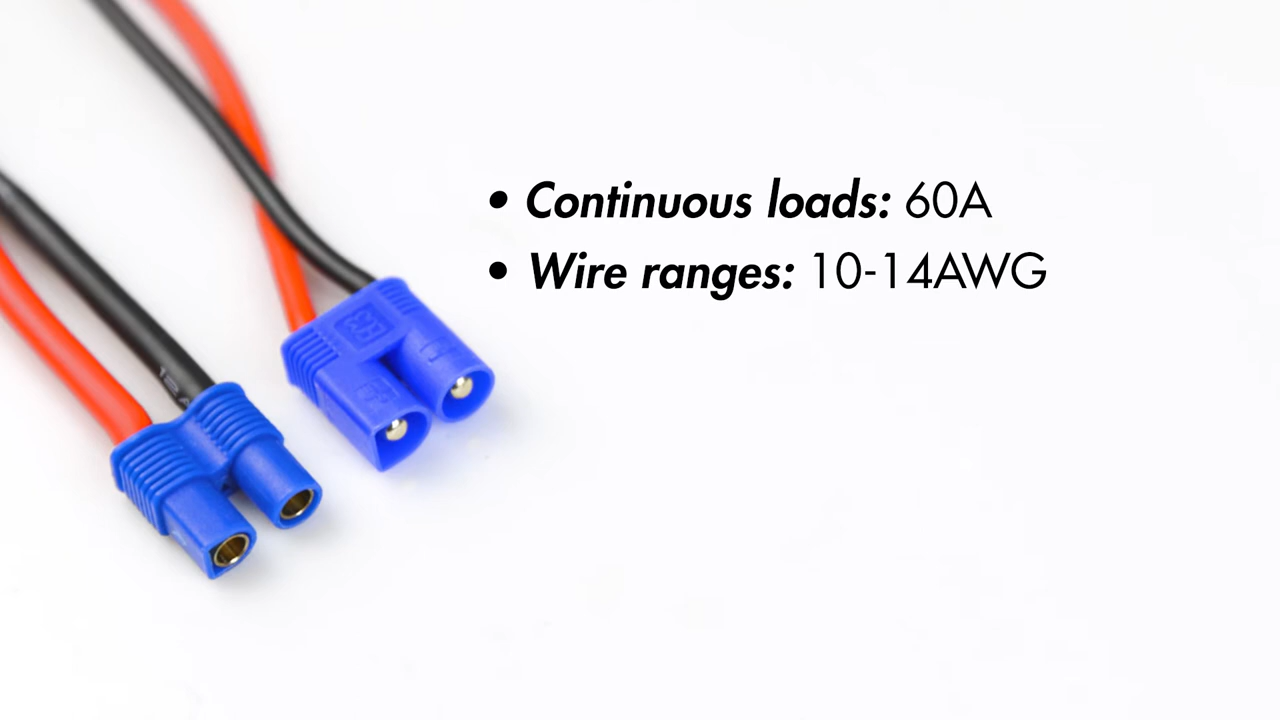 • Continuous loads: 60A
• Wire ranges: 10-14AWG